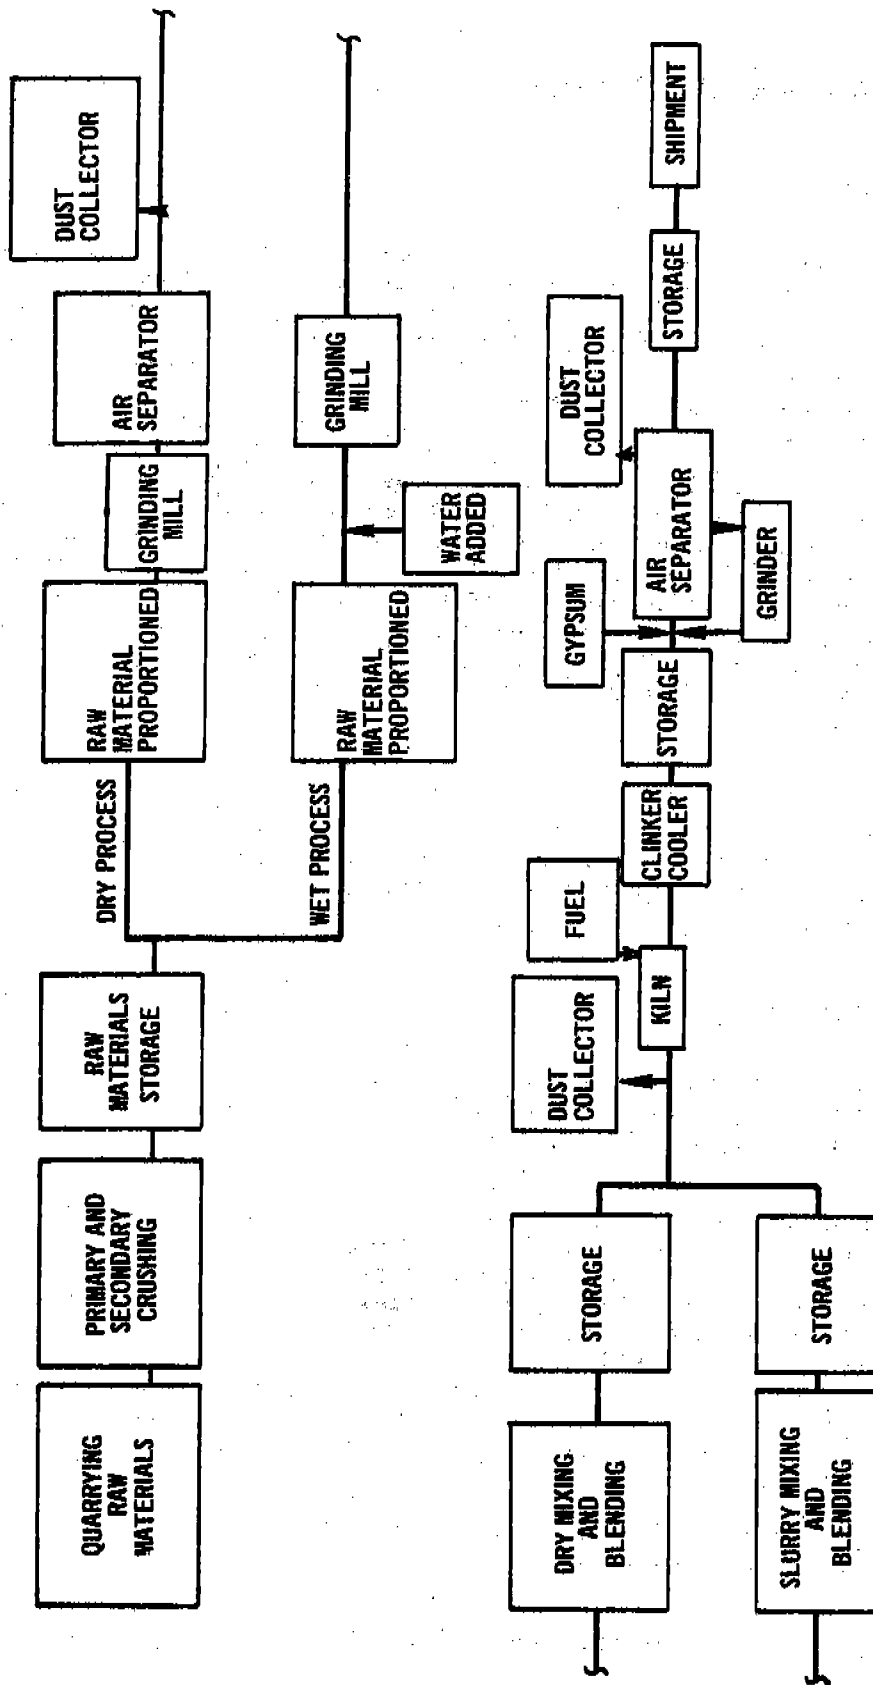 QUARRYING
RAW
MATERIALS
PRIMARY AND
SECONDARY
CRUSHING
RAW
MATERIALS
STORAGE
DRY PROCESS
RAW
MATERIAL
PROPORTIONED
GRINDING
MILL
AIR
SEPARATOR
DUST
COLLECTOR
WET PROCESS
RAW
MATERIAL
PROPORTIONED
WATER
ADDED
GRINDING
MILL
DRY MIXING
AND
BLENDING
STORAGE
SLURRY MIXING
AND
BLENDING
STORAGE
DUST
COLLECTOR
KILN
FUEL
CLINKER
COOLER
STORAGE
GYPSUM
AIR
SEPARATOR
GRINDER
DUST
COLLECTOR
STORAGE
SHIPMENT